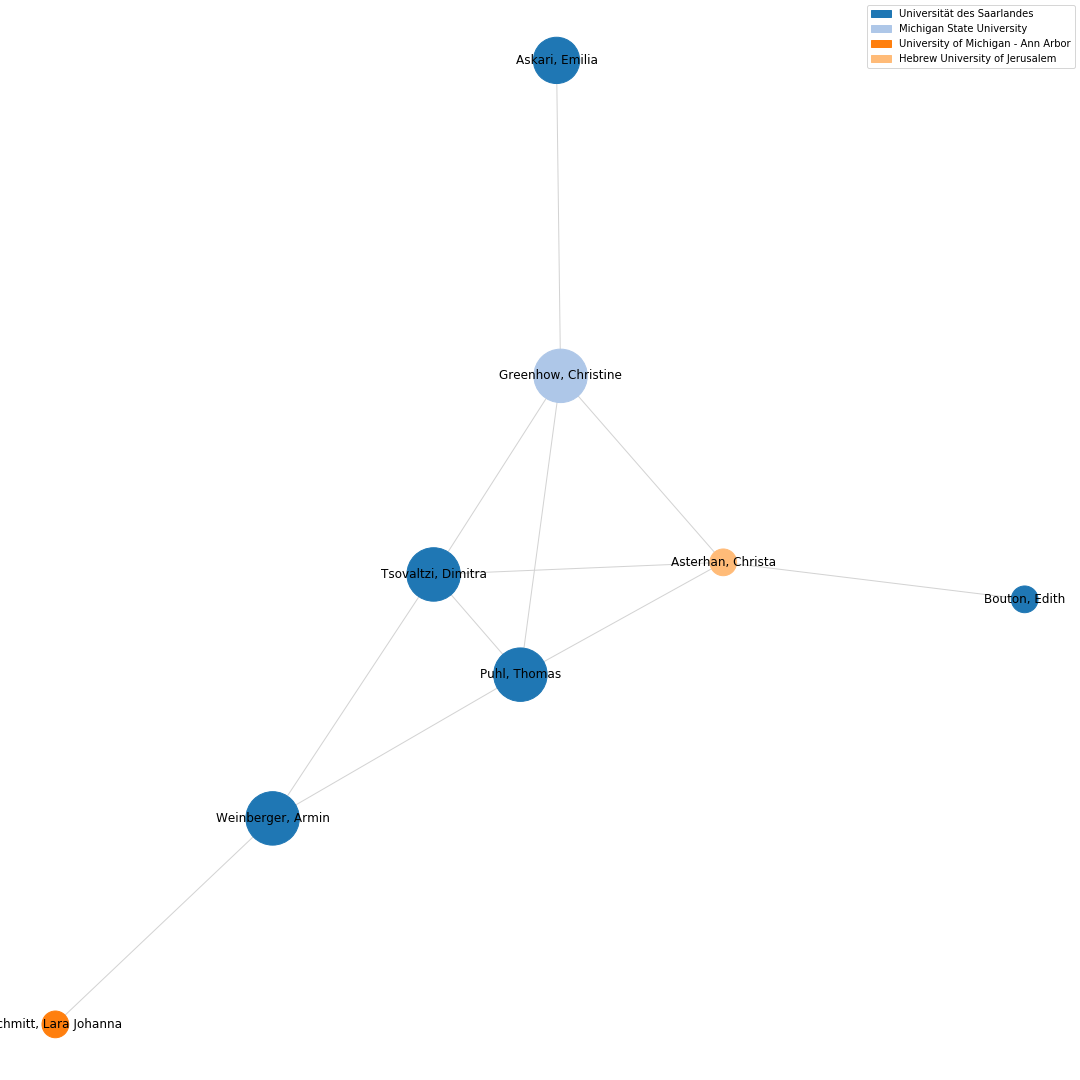 Universität des Saarlandes
Michigan State University
University of Michigan - Ann Arbor
Hebrew University of Jerusalem
Askari, Emilia
Greenhow, Christine
Asterhan, Christa
Tsovaltzi, Dimitra
Bouton, Edith
Puhl, Thomas
Weinberger, Armin
chmitt, Lara Johanna